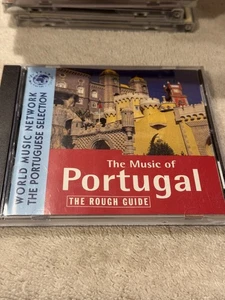 WORLD MUSIC NETWORK
THE PORTUGUESE SELECTION
The Music of
Portugal
THE ROUGH GUIDE